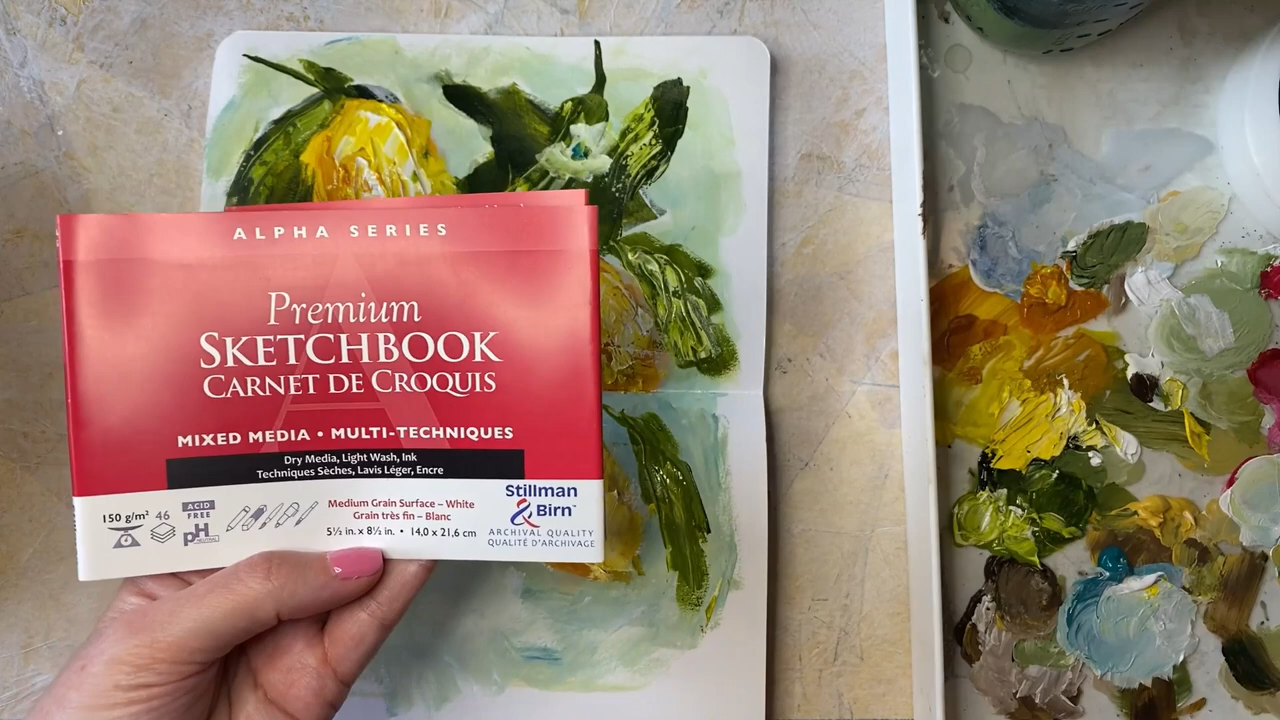 ALPHA SERIES
Premium
SKETCHBOOK
CARNET DE CROQUIS
MIXED MEDIA • MULTI-TECHNIQUES
Dry Media, Light Wash, Ink
Techniques Sèches, Lavis Léger, Encre
150 g/m² 46
ACID
FREE
pH
NEUTRAL
Medium Grain Surface – White
Grain très fin – Blanc
5½ in. x 8½ in. • 14,0 x 21,6 cm
Stillman
& Birn™
ARCHIVAL QUALITY
QUALITÉ D'ARCHIVAGE